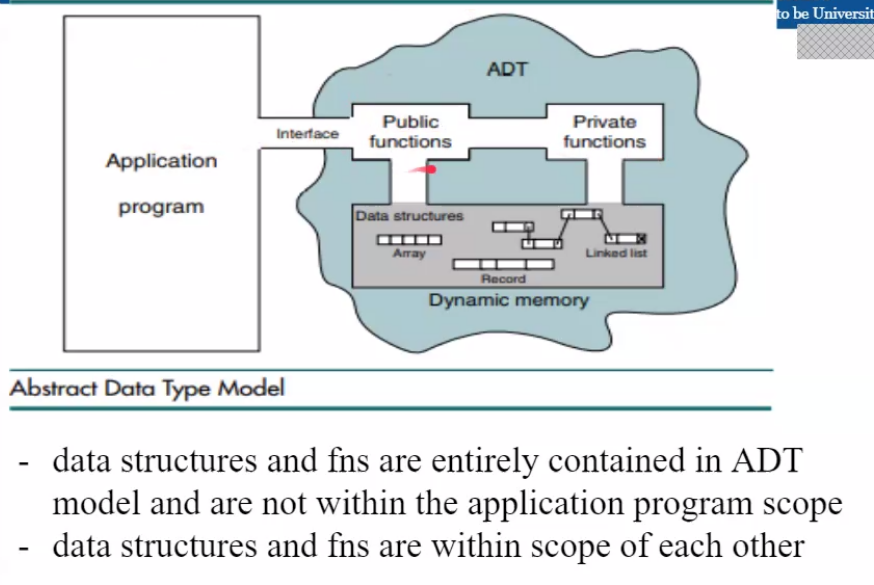 to be Universit
ADT
Interface
Public
functions
Private
functions
Application
program
Data structures
Array
Linked list
Record
Dynamic memory
Abstract Data Type Model
- data structures and fns are entirely contained in ADT
model and are not within the application program scope
- data structures and fns are within scope of each other